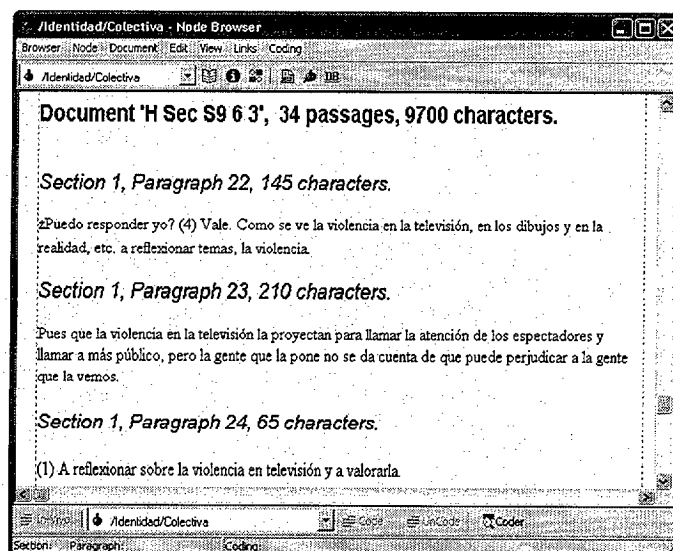 /Identidad/Colectiva - Node Browser
Browser Node Document Edit View Links Coding
/Identidad/Colectiva DB
Document 'H Sec S9 6 3', 34 passages, 9700 characters.
Section 1, Paragraph 22, 145 characters.
¿Puedo responder yo? (4) Vale. Como se ve la violencia en la televisión, en los dibujos y en la
realidad, etc. a reflexionar temas, la violencia.
Section 1, Paragraph 23, 210 characters.
Pues que la violencia en la televisión la proyectan para llamar la atención de los espectadores y
llamar a más público, pero la gente que la pone no se da cuenta de que puede perjudicar a la gente
que la vemos.
Section 1, Paragraph 24, 65 characters.
(1) A reflexionar sobre la violencia en televisión y a valorarla.
/Identidad/Colectiva Code UnCode Coder
Section: Paragraph: Coding: